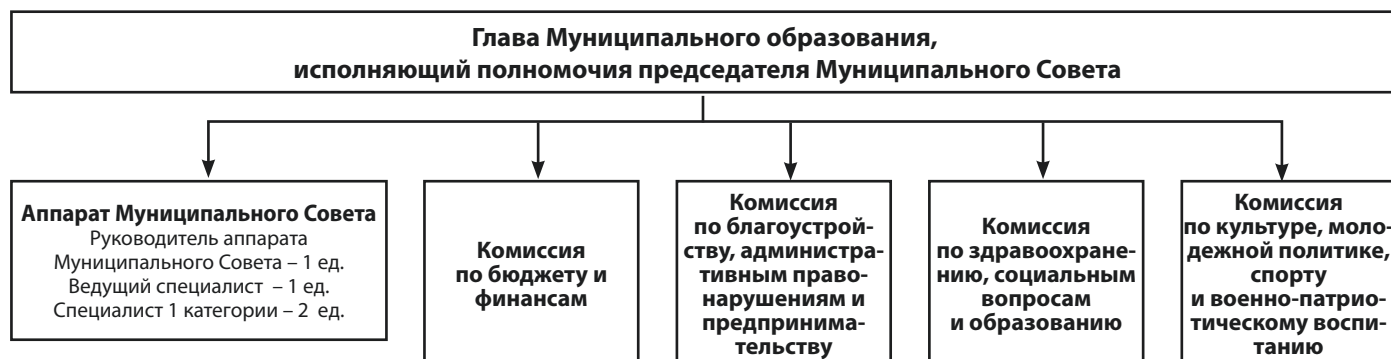 Глава Муниципального образования,
исполняющий полномочия председателя Муниципального Совета
Аппарат Муниципального Совета
Руководитель аппарата
Муниципального Совета – 1 ед.
Ведущий специалист – 1 ед.
Специалист 1 категории – 2 ед.
Комиссия
по бюджету и
финансам
Комиссия
по благоустрой-
ству, администра-
тивным право-
нарушениям и
предпринима-
тельству
Комиссия
по здравоохране-
нию, социальным
вопросам
и образованию
Комиссия
по культуре, моло-
дежной политике,
спорту
и военно-патрио-
тическому воспи-
танию